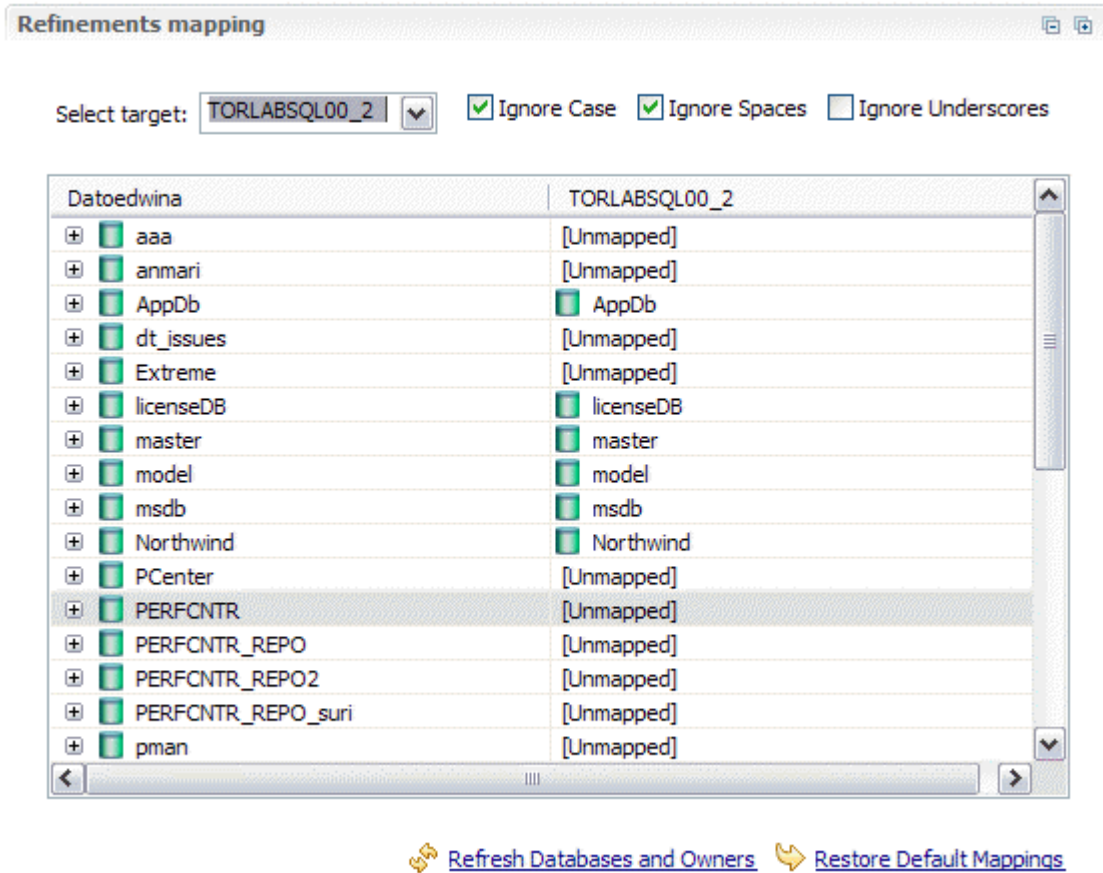 Refinements mapping
Select target: TORLABSQL00_2 Ignore Case Ignore Spaces Ignore Underscores
Datoedwina TORLABSQL00_2
aaa [Unmapped]
anmari [Unmapped]
AppDb AppDb
dt_issues [Unmapped]
Extreme [Unmapped]
licenseDB licenseDB
master master
model model
msdb msdb
Northwind Northwind
PCenter [Unmapped]
PERFCNTR [Unmapped]
PERFCNTR_REPO [Unmapped]
PERFCNTR_REPO2 [Unmapped]
PERFCNTR_REPO_suri [Unmapped]
pman [Unmapped]
Refresh Databases and Owners Restore Default Mappings